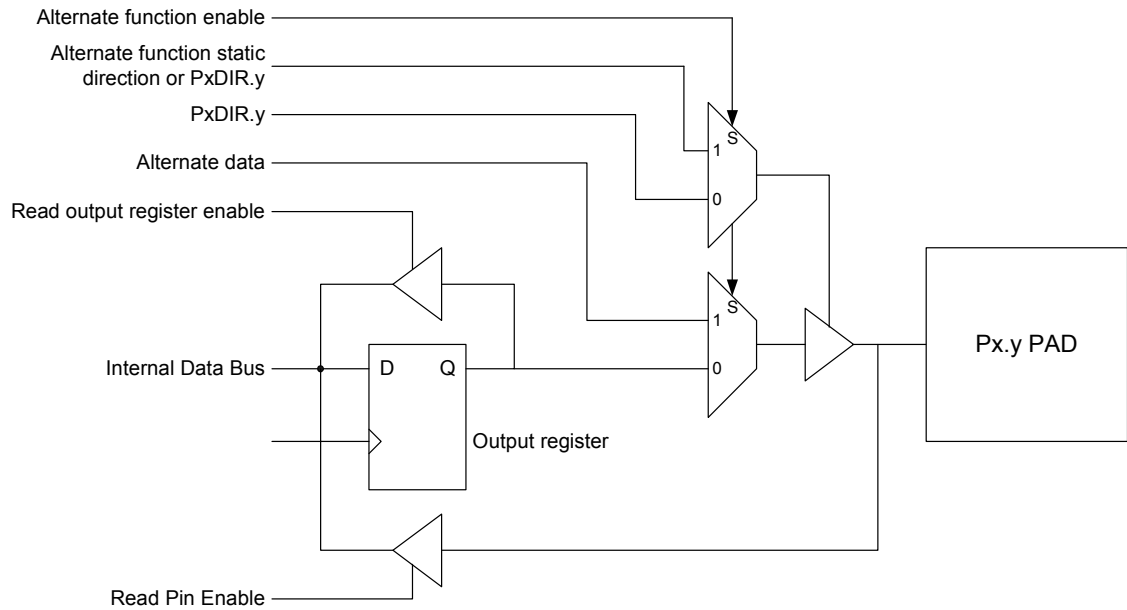 Alternate function enable
Alternate function static
direction or PxDIR.y
PxDIR.y
Alternate data
Read output register enable
S
1
0
S
1
0
Px.y PAD
Internal Data Bus
D
Q
Output register
Read Pin Enable